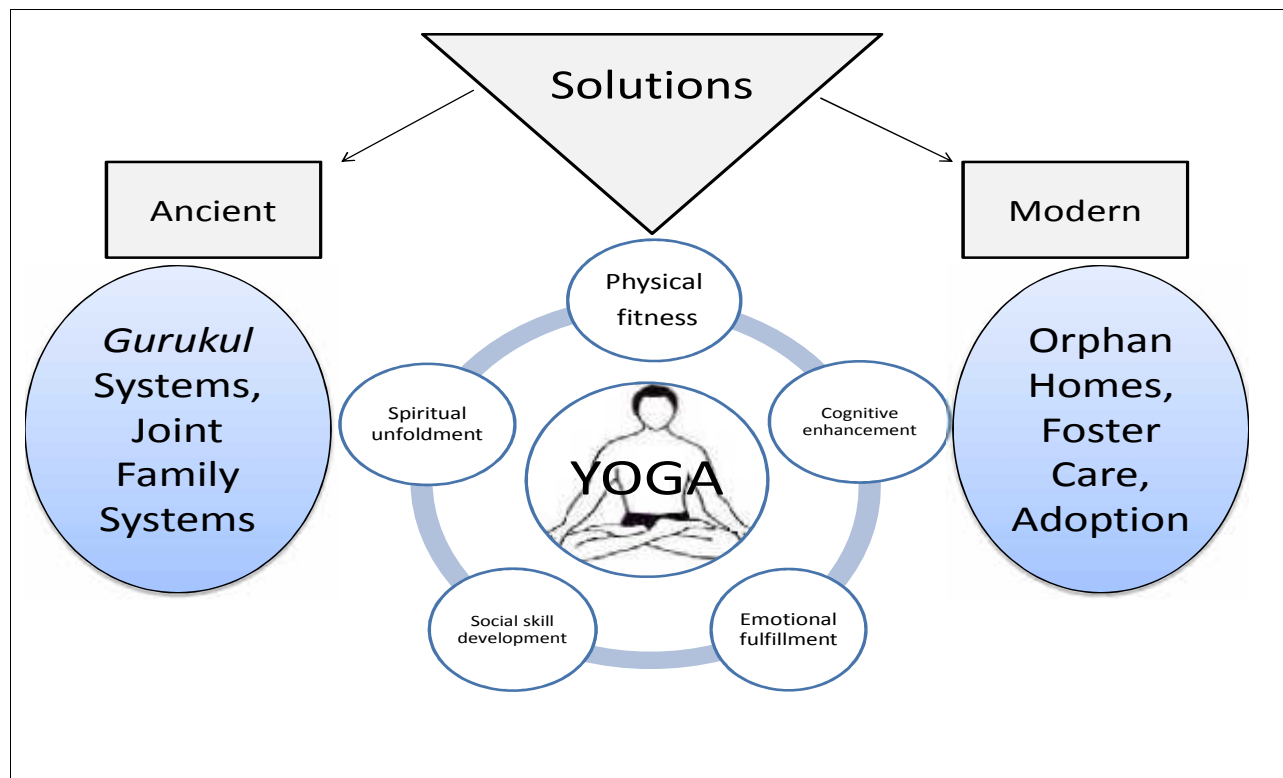 Solutions
Ancient
Modern
Gurukul
Systems,
Joint
Family
Systems
Physical
fitness
Spiritual
unfoldment
Cognitive
enhancement
YOGA
Social skill
development
Emotional
fulfillment
Orphan
Homes,
Foster
Care,
Adoption